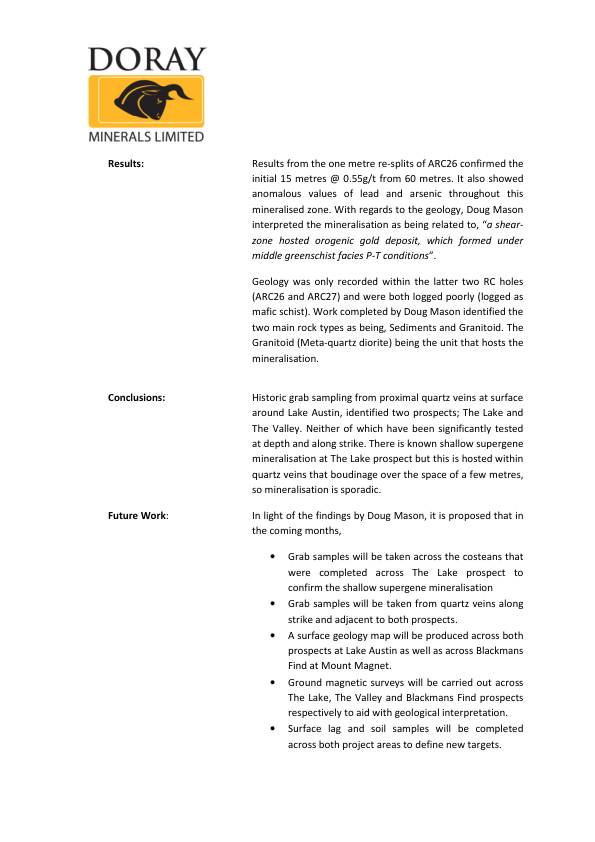 DORAY
MINERALS LIMITED
Results:
Results from the one metre re-splits of ARC26 confirmed the
initial 15 metres @ 0.55g/t from 60 metres. It also showed
anomalous values of lead and arsenic throughout this
mineralised zone. With regards to the geology, Doug Mason
interpreted the mineralisation as being related to, “a shear-
zone hosted orogenic gold deposit, which formed under
middle greenschist facies P-T conditions”.
Geology was only recorded within the latter two RC holes
(ARC26 and ARC27) and were both logged poorly (logged as
mafic schist). Work completed by Doug Mason identified the
two main rock types as being, Sediments and Granitoid. The
Granitoid (Meta-quartz diorite) being the unit that hosts the
mineralisation.
Conclusions:
Historic grab sampling from proximal quartz veins at surface
around Lake Austin, identified two prospects; The Lake and
The Valley. Neither of which have been significantly tested
at depth and along strike. There is known shallow supergene
mineralisation at The Lake prospect but this is hosted within
quartz veins that boudinage over the space of a few metres,
so mineralisation is sporadic.
Future Work:
In light of the findings by Doug Mason, it is proposed that in
the coming months,
• Grab samples will be taken across the costeans that
were completed across The Lake prospect to
confirm the shallow supergene mineralisation
• Grab samples will be taken from quartz veins along
strike and adjacent to both prospects.
• A surface geology map will be produced across both
prospects at Lake Austin as well as across Blackmans
Find at Mount Magnet.
• Ground magnetic surveys will be carried out across
The Lake, The Valley and Blackmans Find prospects
respectively to aid with geological interpretation.
• Surface lag and soil samples will be completed
across both project areas to define new targets.